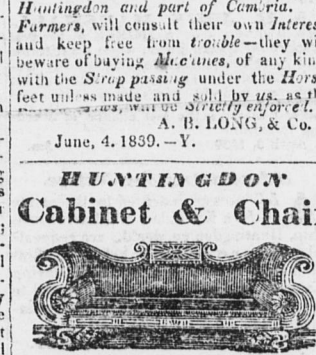 Huntingdon and part of Cambria.
Farmers, will consult their own Interes
and keep free from trouble—they wi
beware of buying Machines, of any kin
with the Strap passing under the Hors
feet unless made and sold by us. as th
will be Strictly enforced.
A. B. LONG, & Co.
June, 4. 1839.—Y.
HUNTINGDON
Cabinet & Chai